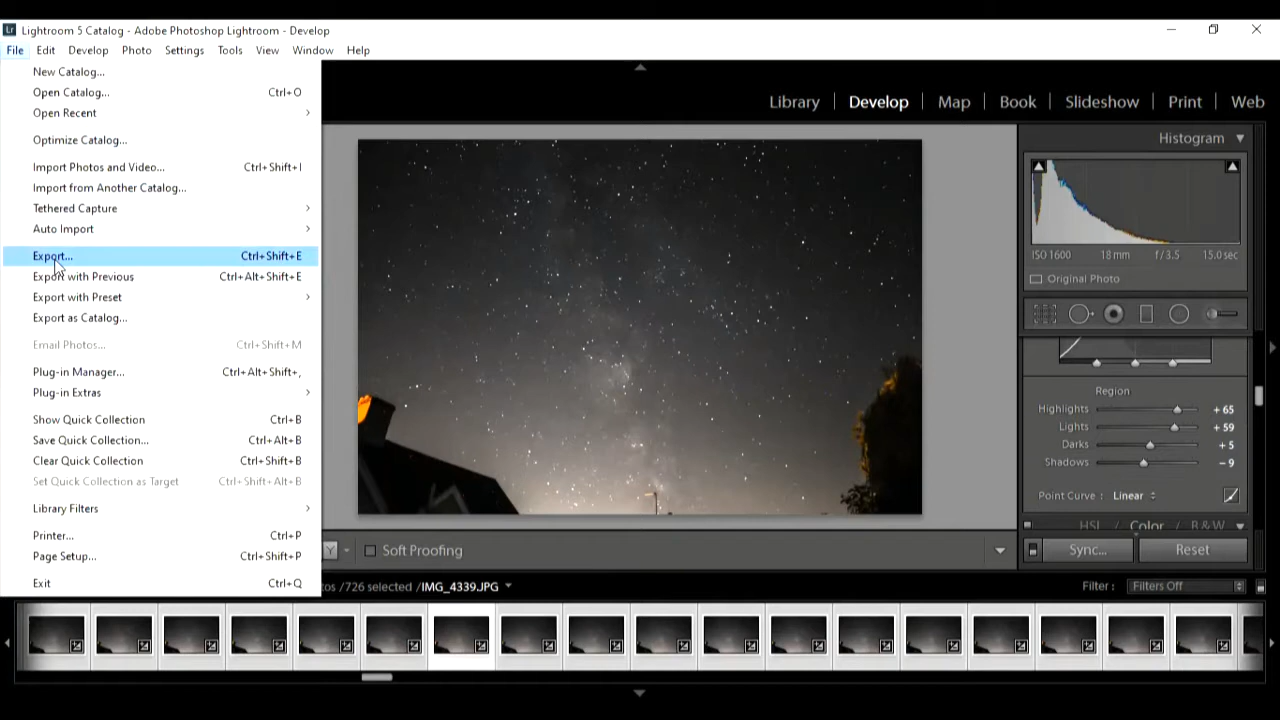 Lr Lightroom 5 Catalog - Adobe Photoshop Lightroom - Develop
File Edit Develop Photo Settings Tools View Window Help
New Catalog...
Open Catalog... Ctrl+O
Open Recent
Optimize Catalog...
Import Photos and Video... Ctrl+Shift+I
Import from Another Catalog...
Tethered Capture
Auto Import
Export... Ctrl+Shift+E
Export with Previous Ctrl+Alt+Shift+E
Export with Preset
Export as Catalog...
Email Photos... Ctrl+Shift+M
Plug-in Manager... Ctrl+Alt+Shift+,
Plug-in Extras
Show Quick Collection Ctrl+B
Save Quick Collection... Ctrl+Alt+B
Clear Quick Collection Ctrl+Shift+B
Set Quick Collection as Target Ctrl+Shift+Alt+B
Library Filters
Printer... Ctrl+P
Page Setup... Ctrl+Shift+P
Exit Ctrl+Q
Library | Develop | Map | Book | Slideshow | Print | Web
Histogram
ISO 1600 18 mm f / 3.5 15.0 sec
Original Photo
Region
Highlights + 65
Lights + 59
Darks + 5
Shadows – 9
Point Curve : Linear
HSL / Color / B & W
Y Soft Proofing
Sync... Reset
tos / 726 selected / IMG_4339.JPG
Filter : Filters Off